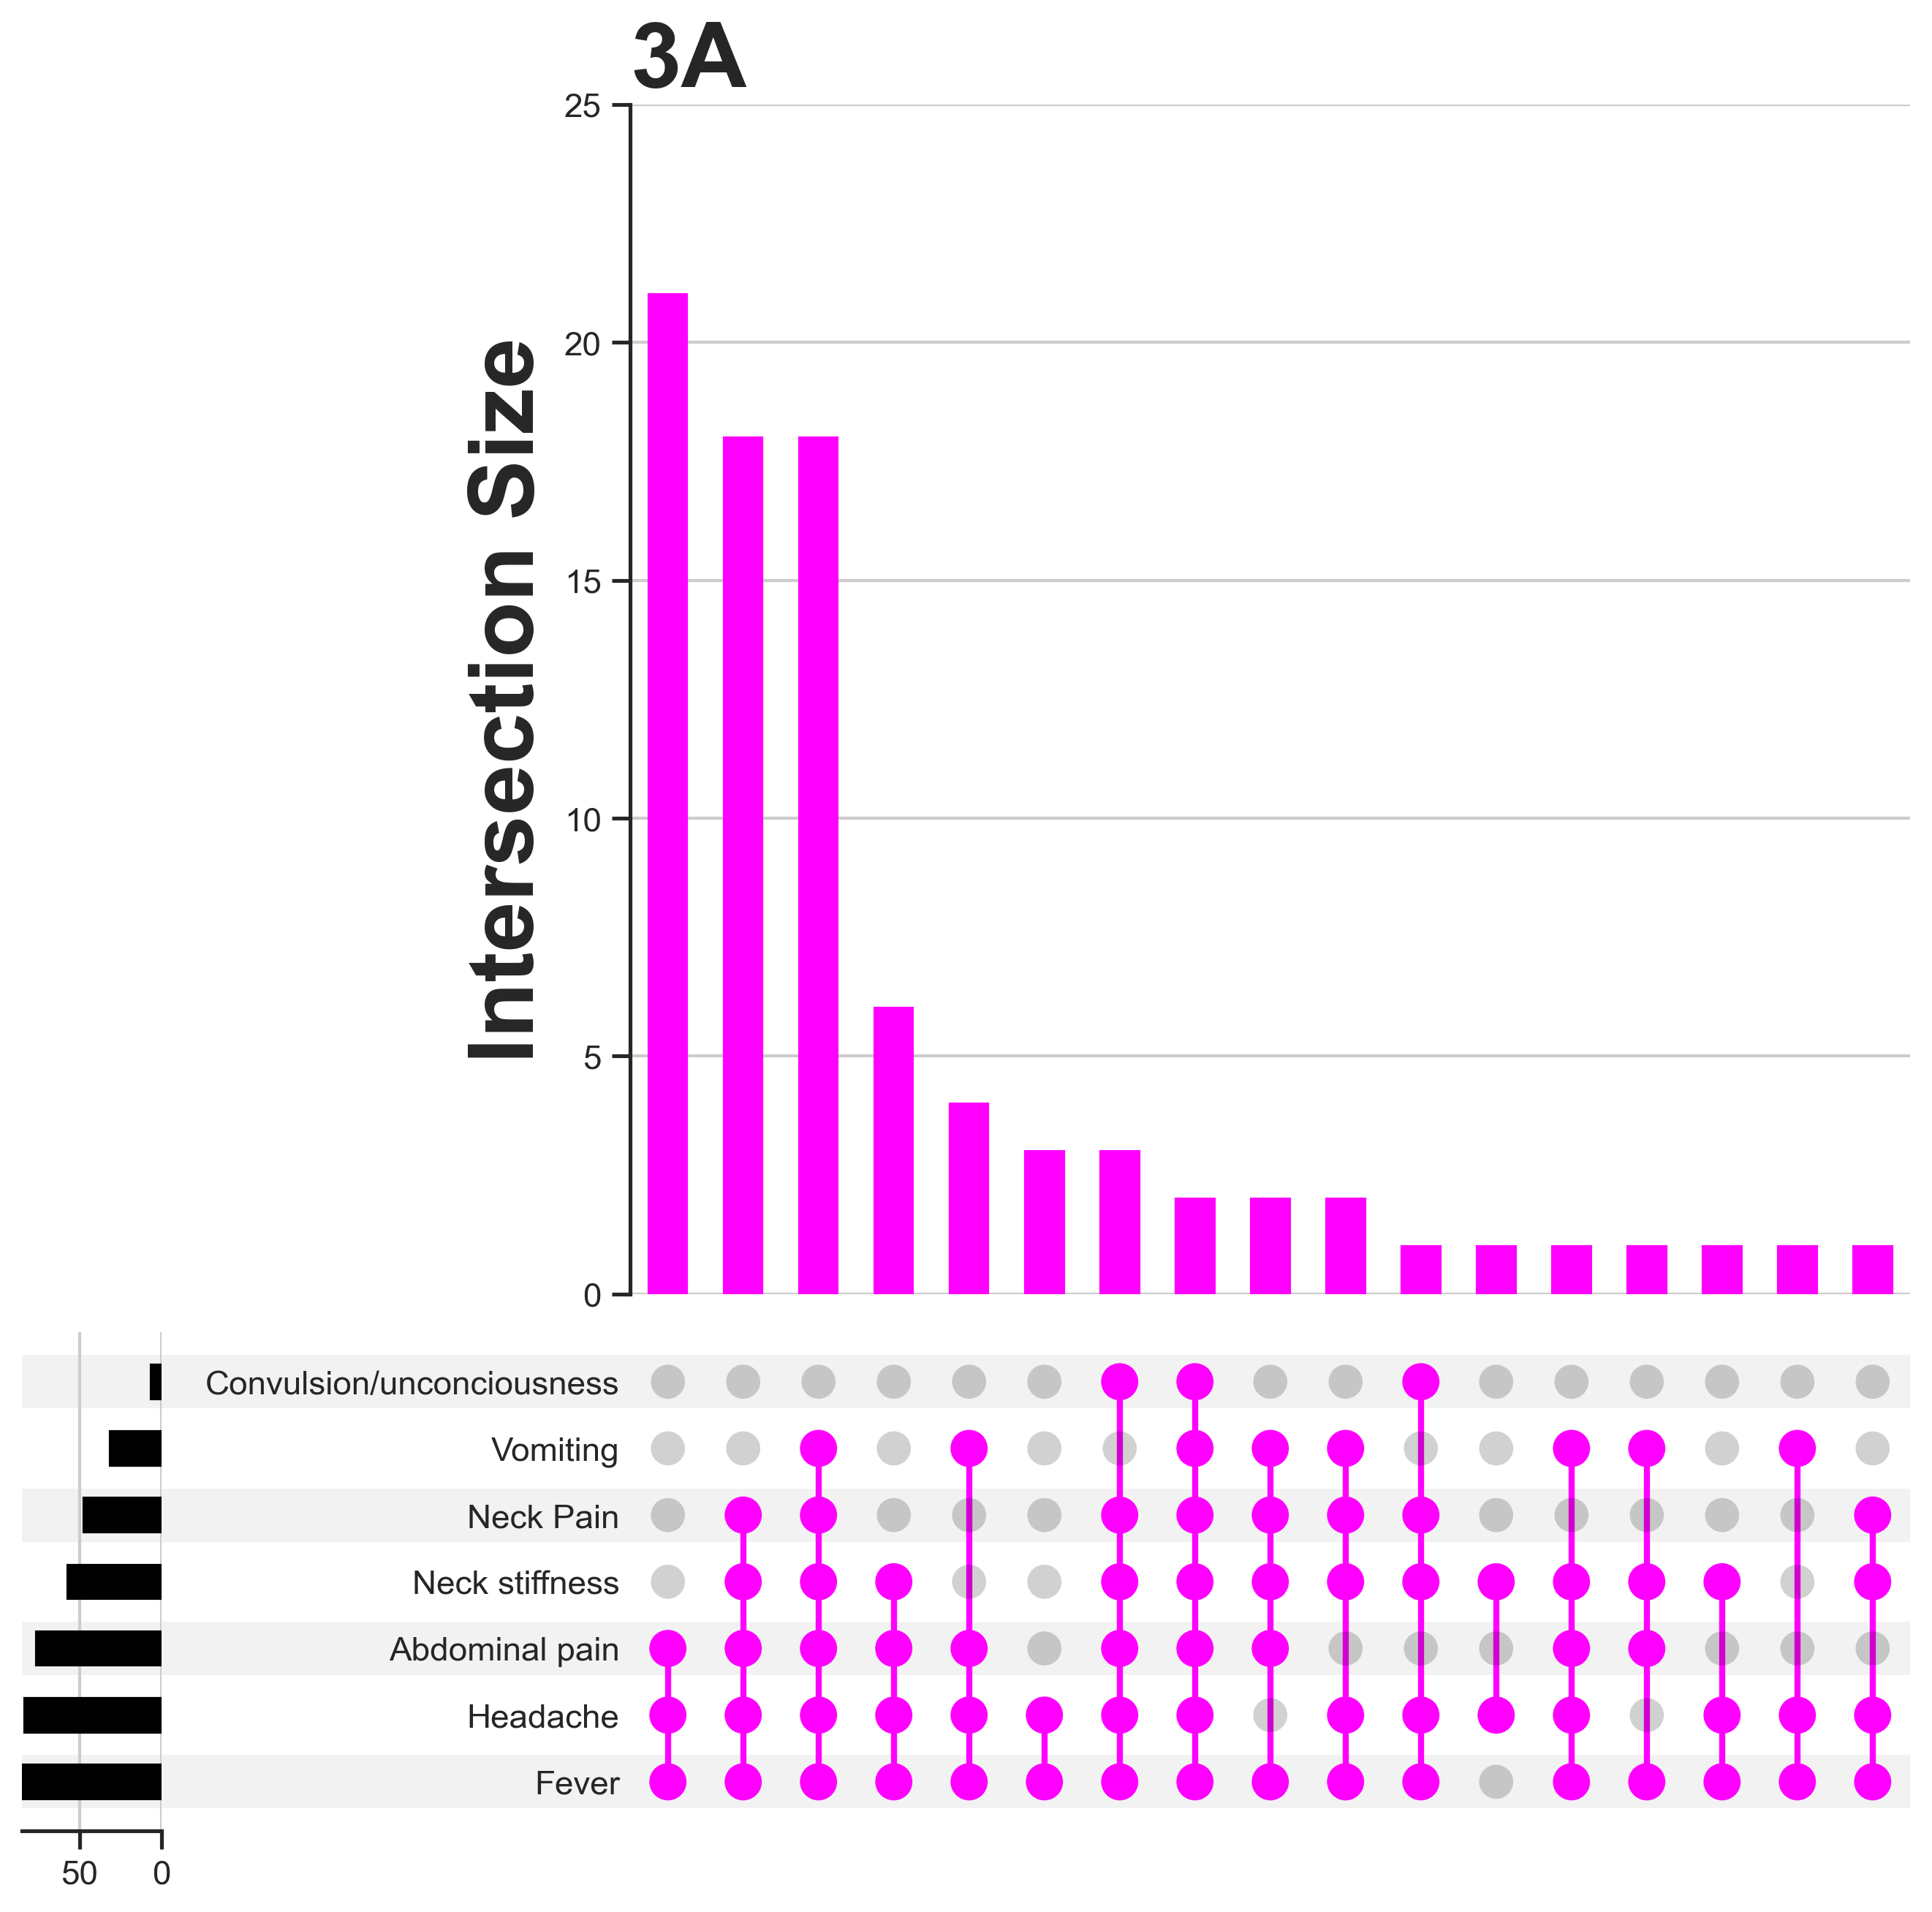 3A
25
20
15
10
5
0
Intersection Size
Convulsion/unconciousness
Vomiting
Neck Pain
Neck stiffness
Abdominal pain
Headache
Fever
50 0